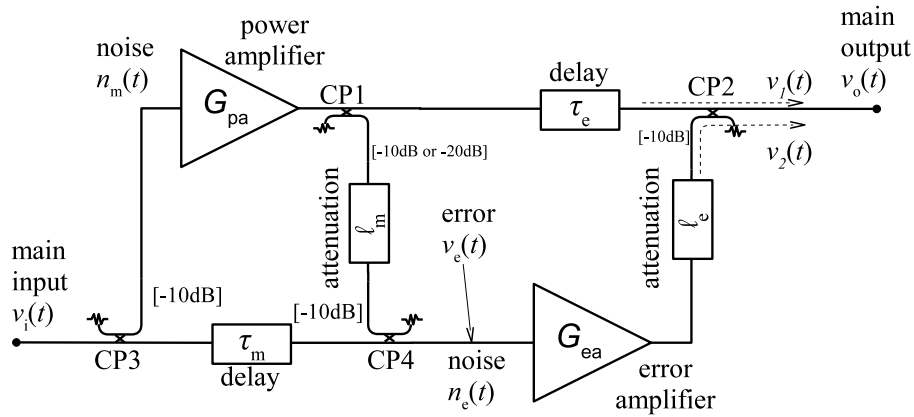 power
amplifier
noise
n_m(t)
G_pa
CP1
delay
τ_e
CP2
v_1(t)
main
output
v_o(t)
[-10dB]
v_2(t)
[-10dB or -20dB]
attenuation
ℓ_m
error
v_e(t)
attenuation
ℓ_e
main
input
v_i(t)
[-10dB]
[-10dB]
CP3
τ_m
delay
CP4
noise
n_e(t)
G_ea
error
amplifier